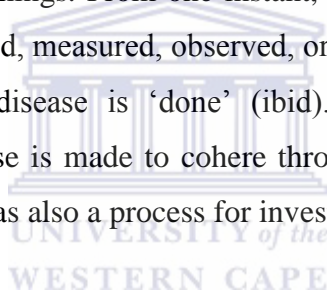 nings. From one instant,
d, measured, observed, or
disease is ‘done’ (ibid).
se is made to cohere thro
as also a process for inves
UNIVERSITY of the
WESTERN CAPE